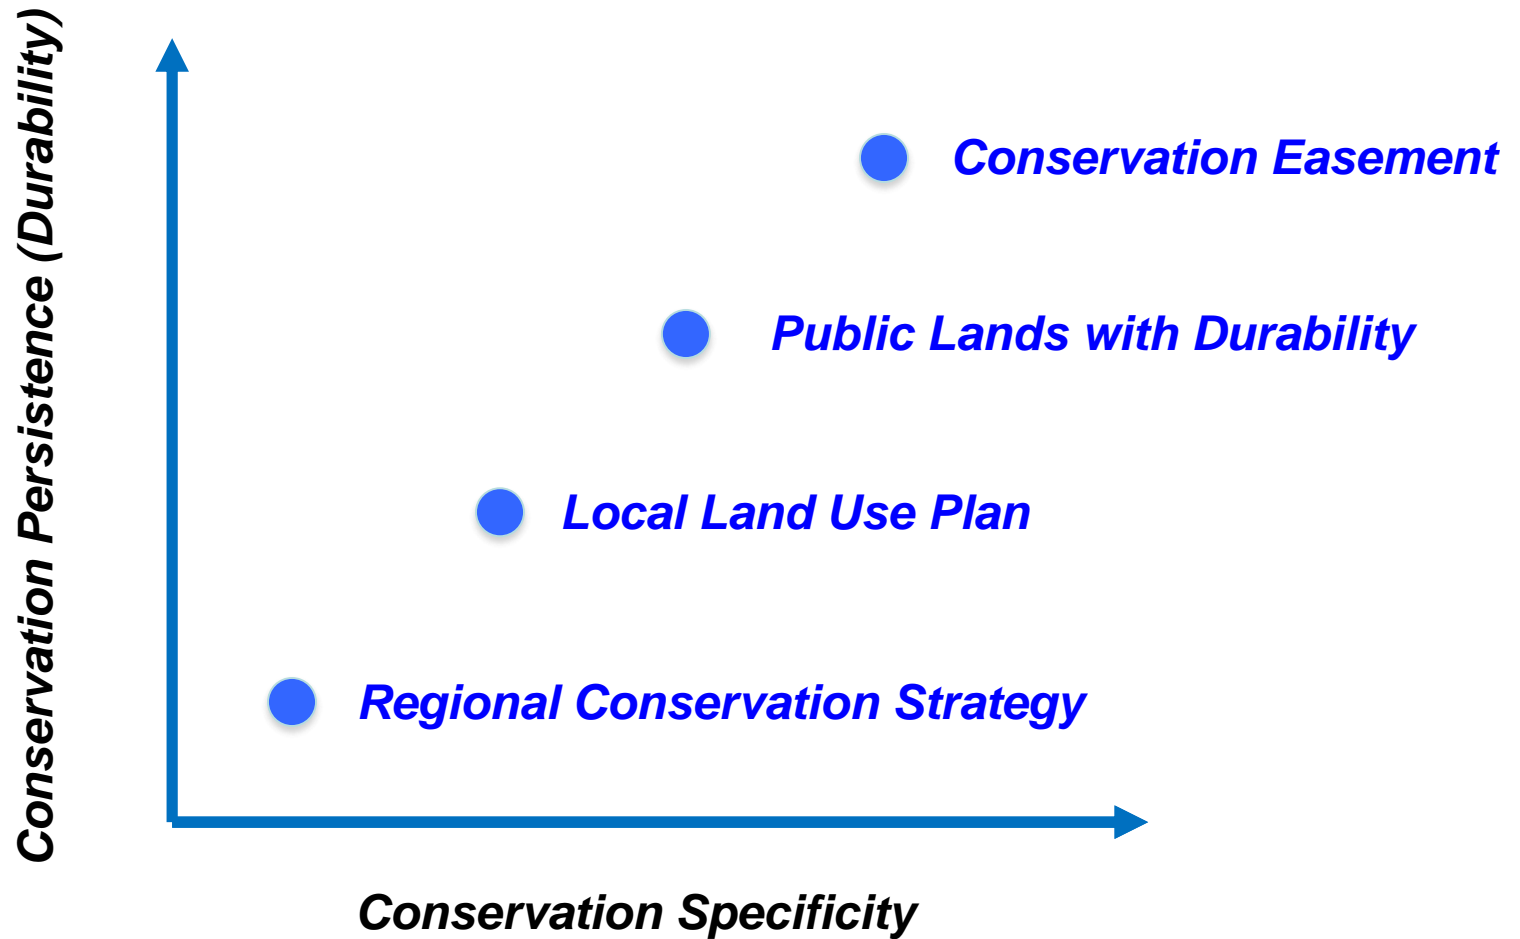 Conservation Persistence (Durability)
Conservation Easement
Public Lands with Durability
Local Land Use Plan
Regional Conservation Strategy
Conservation Specificity